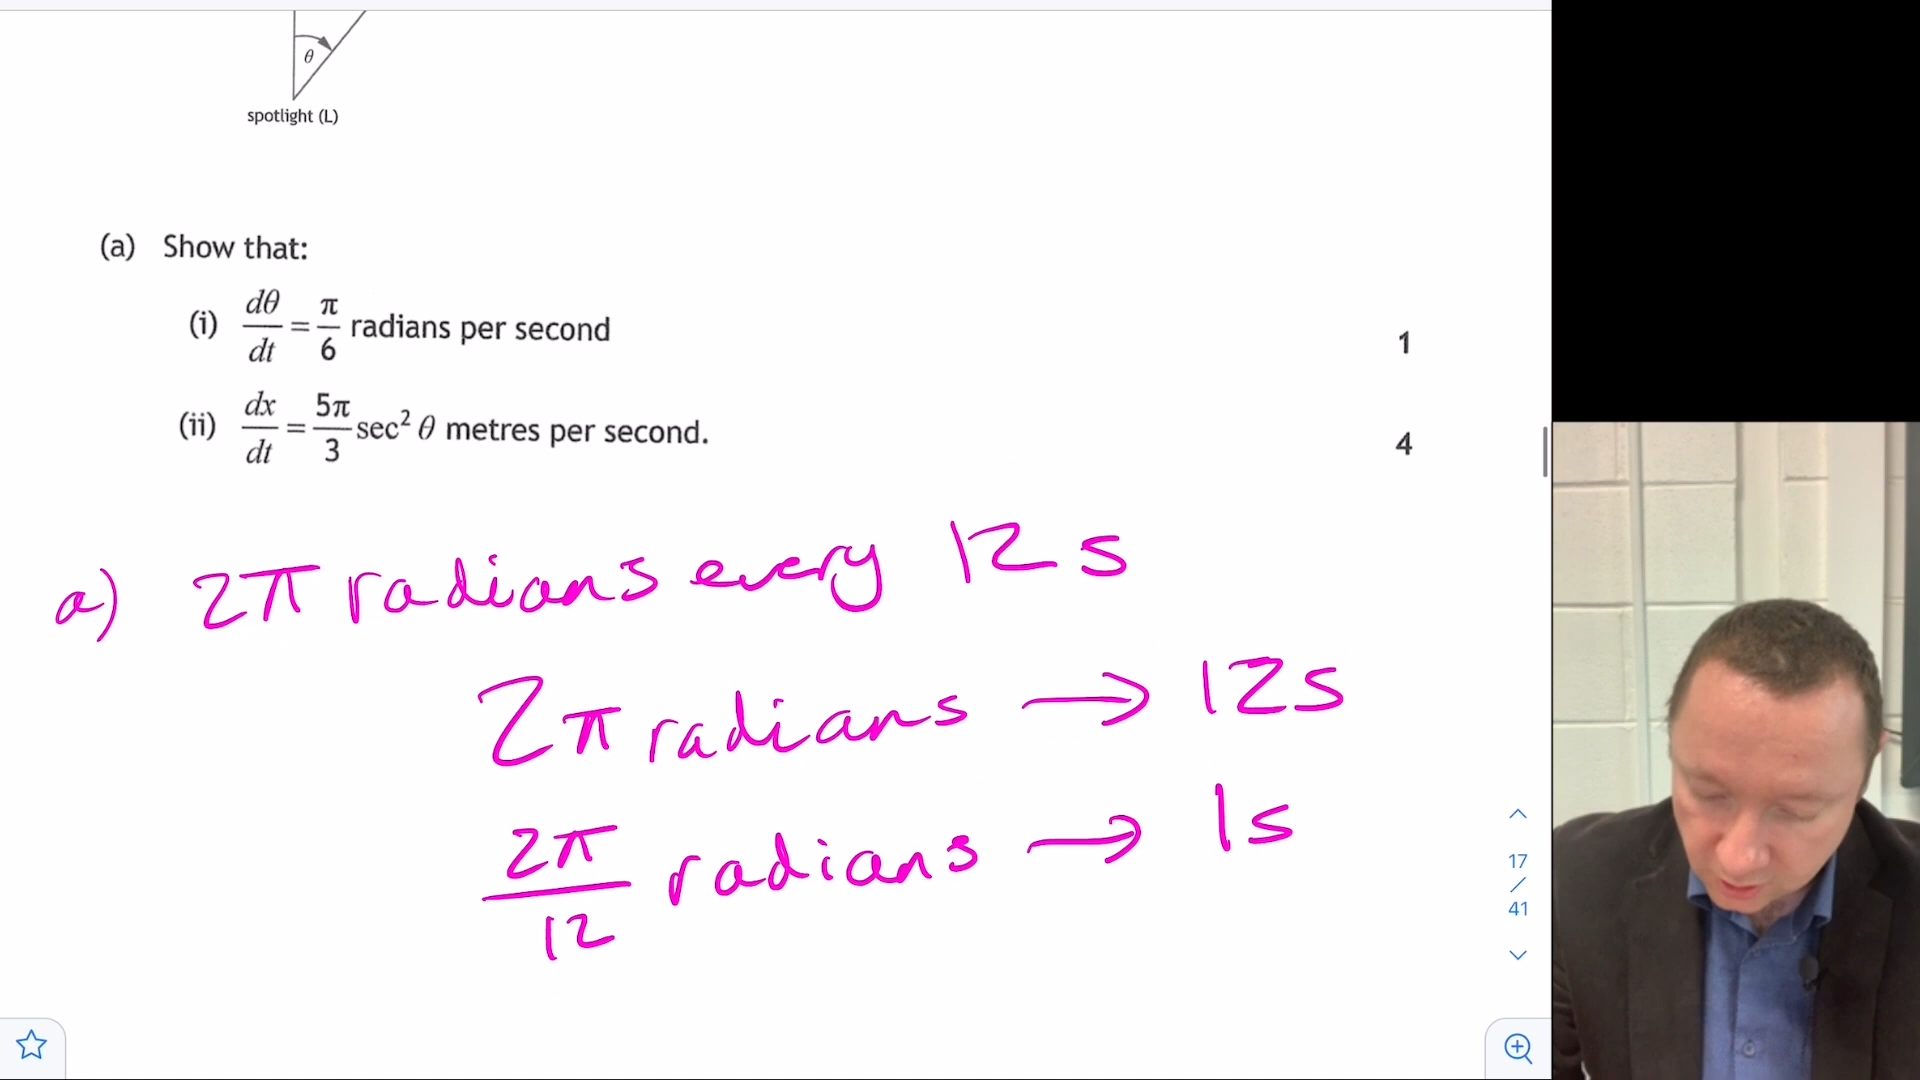 θ
spotlight (L)
(a) Show that:
(i) dθ/dt = π/6 radians per second 1
(ii) dx/dt = 5π/3 sec² θ metres per second. 4
a) 2π radians every 12s
2π radians → 12s
2π/12 radians → 1s
17
/
41